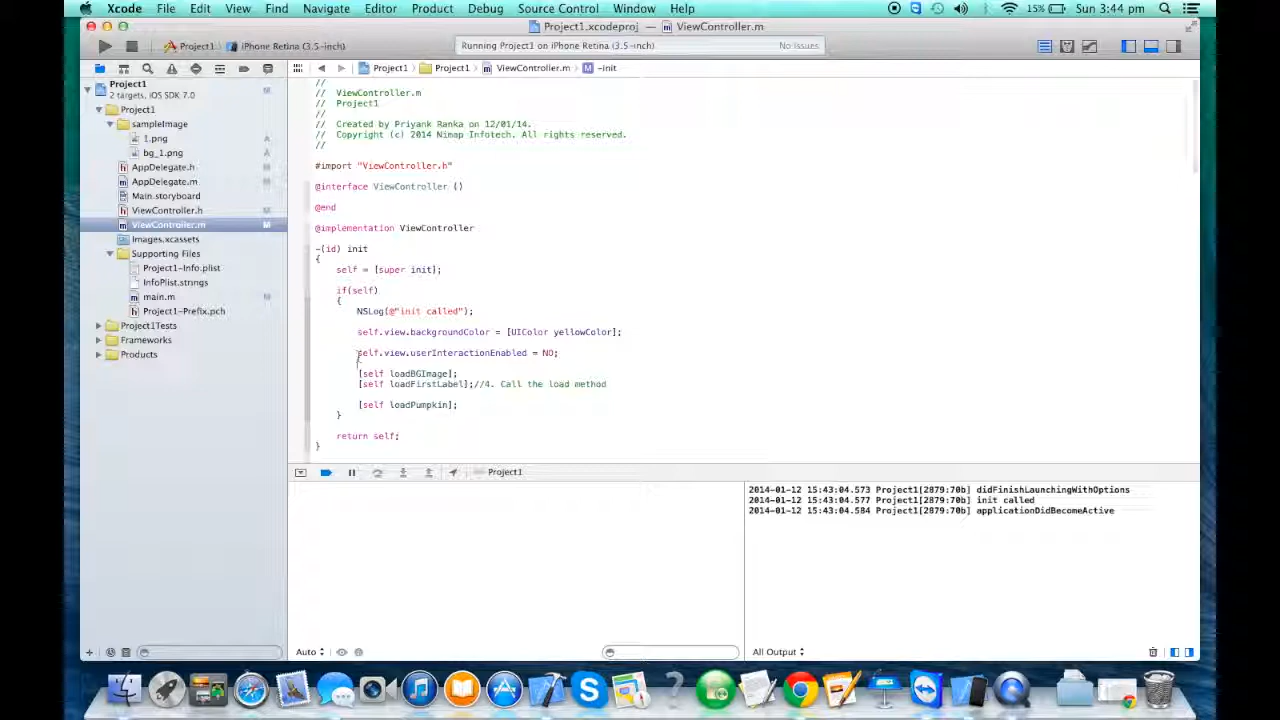 Xcode File Edit View Find Navigate Editor Product Debug Source Control Window Help 15% Sun 3:44 pm
Project1.xcodeproj — ViewController.m
Project1 iPhone Retina (3.5-inch) Running Project1 on iPhone Retina (3.5-inch) No Issues
Project1 Project1 ViewController.m M -init
Project1 M
2 targets, iOS SDK 7.0
Project1
sampleImage
1.png A
bg_1.png A
AppDelegate.h M
AppDelegate.m M
Main.storyboard
ViewController.h M
ViewController.m M
Images.xcassets
Supporting Files
Project1-Info.plist
InfoPlist.strings
main.m M
Project1-Prefix.pch
Project1Tests
Frameworks
Products
//
// ViewController.m
// Project1
//
// Created by Priyank Ranka on 12/01/14.
// Copyright (c) 2014 Nimap Infotech. All rights reserved.
//
#import "ViewController.h"
@interface ViewController ()
@end
@implementation ViewController
-(id) init
{
self = [super init];
if(self)
{
NSLog(@"init called");
self.view.backgroundColor = [UIColor yellowColor];
self.view.userInteractionEnabled = NO;
[self loadBGImage];
[self loadFirstLabel];//4. Call the load method
[self loadPumpkin];
}
return self;
}
Project1
2014-01-12 15:43:04.573 Project1[2879:70b] didFinishLaunchingWithOptions
2014-01-12 15:43:04.577 Project1[2879:70b] init called
2014-01-12 15:43:04.584 Project1[2879:70b] applicationDidBecomeActive
Auto
All Output